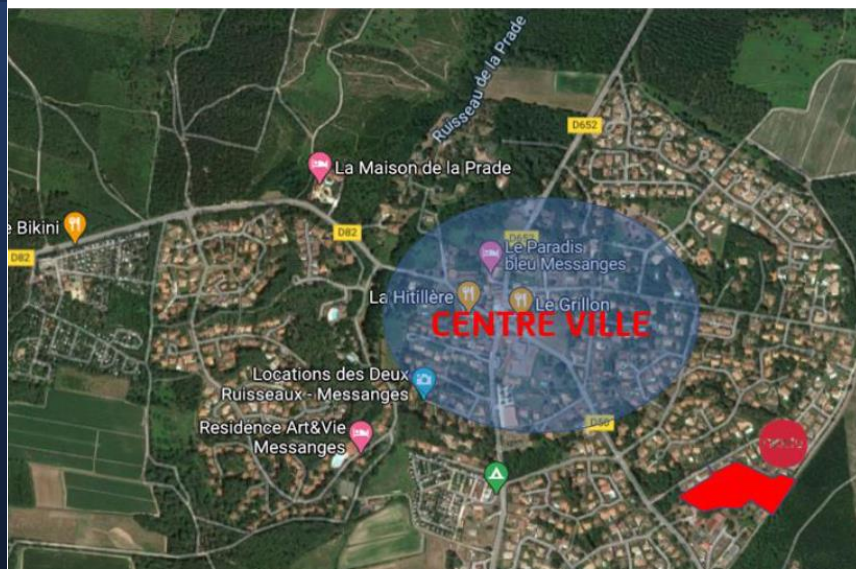 Ruisseau de la Prade
D652
La Maison de la Prade
e Bikini
D82
D82
D652
Le Paradis
bleu Messanges
La Hitillère
Le Grillon
CENTRE VILLE
Locations des Deux
Ruisseaux - Messanges
D50
Residence Art&Vie
Messanges